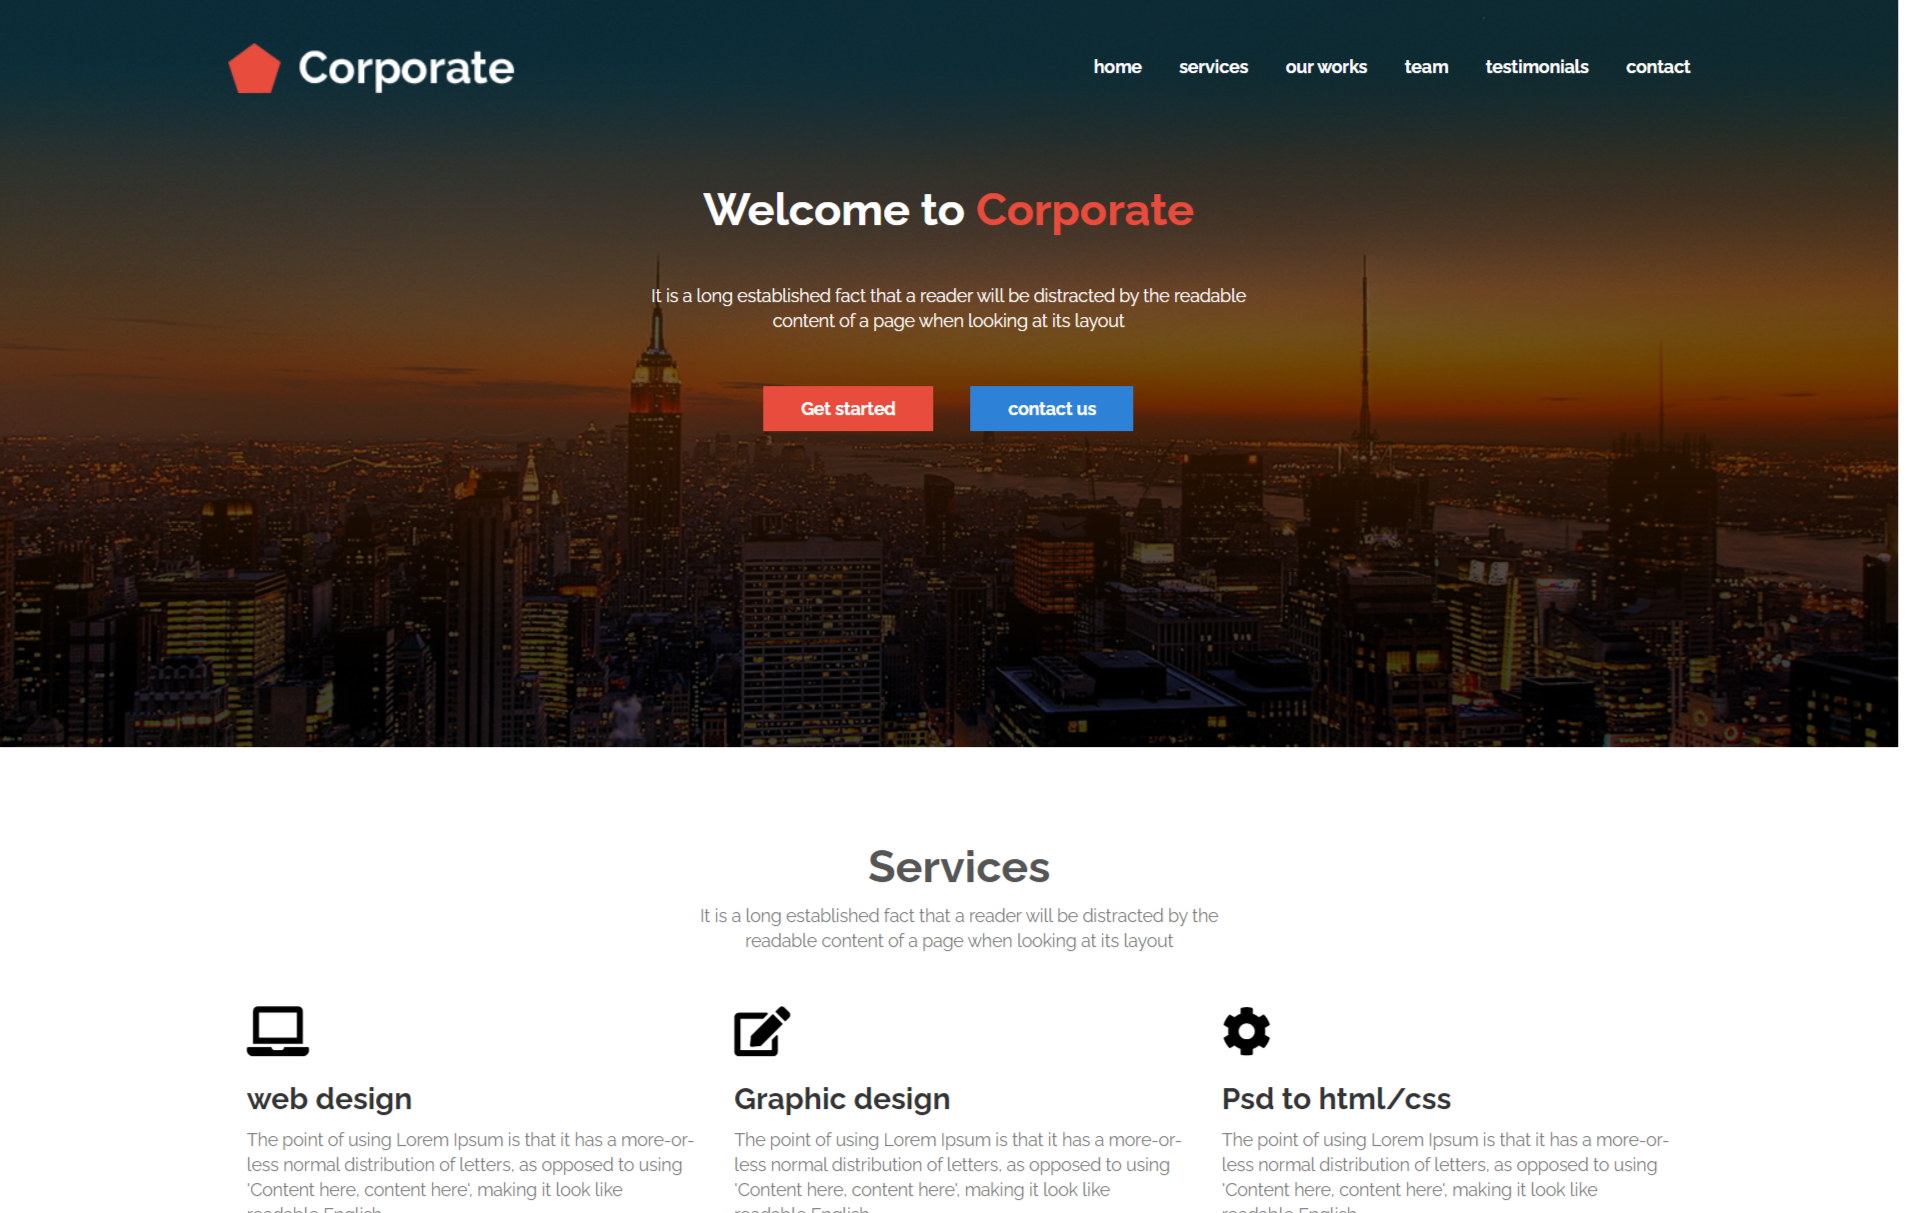 Corporate
home services our works team testimonials contact
Welcome to Corporate
It is a long established fact that a reader will be distracted by the readable
content of a page when looking at its layout
Get started contact us
Services
It is a long established fact that a reader will be distracted by the
readable content of a page when looking at its layout
web design
The point of using Lorem Ipsum is that it has a more-or-
less normal distribution of letters, as opposed to using
'Content here, content here', making it look like
readable English.
Graphic design
The point of using Lorem Ipsum is that it has a more-or-
less normal distribution of letters, as opposed to using
'Content here, content here', making it look like
readable English.
Psd to html/css
The point of using Lorem Ipsum is that it has a more-or-
less normal distribution of letters, as opposed to using
'Content here, content here', making it look like
readable English.